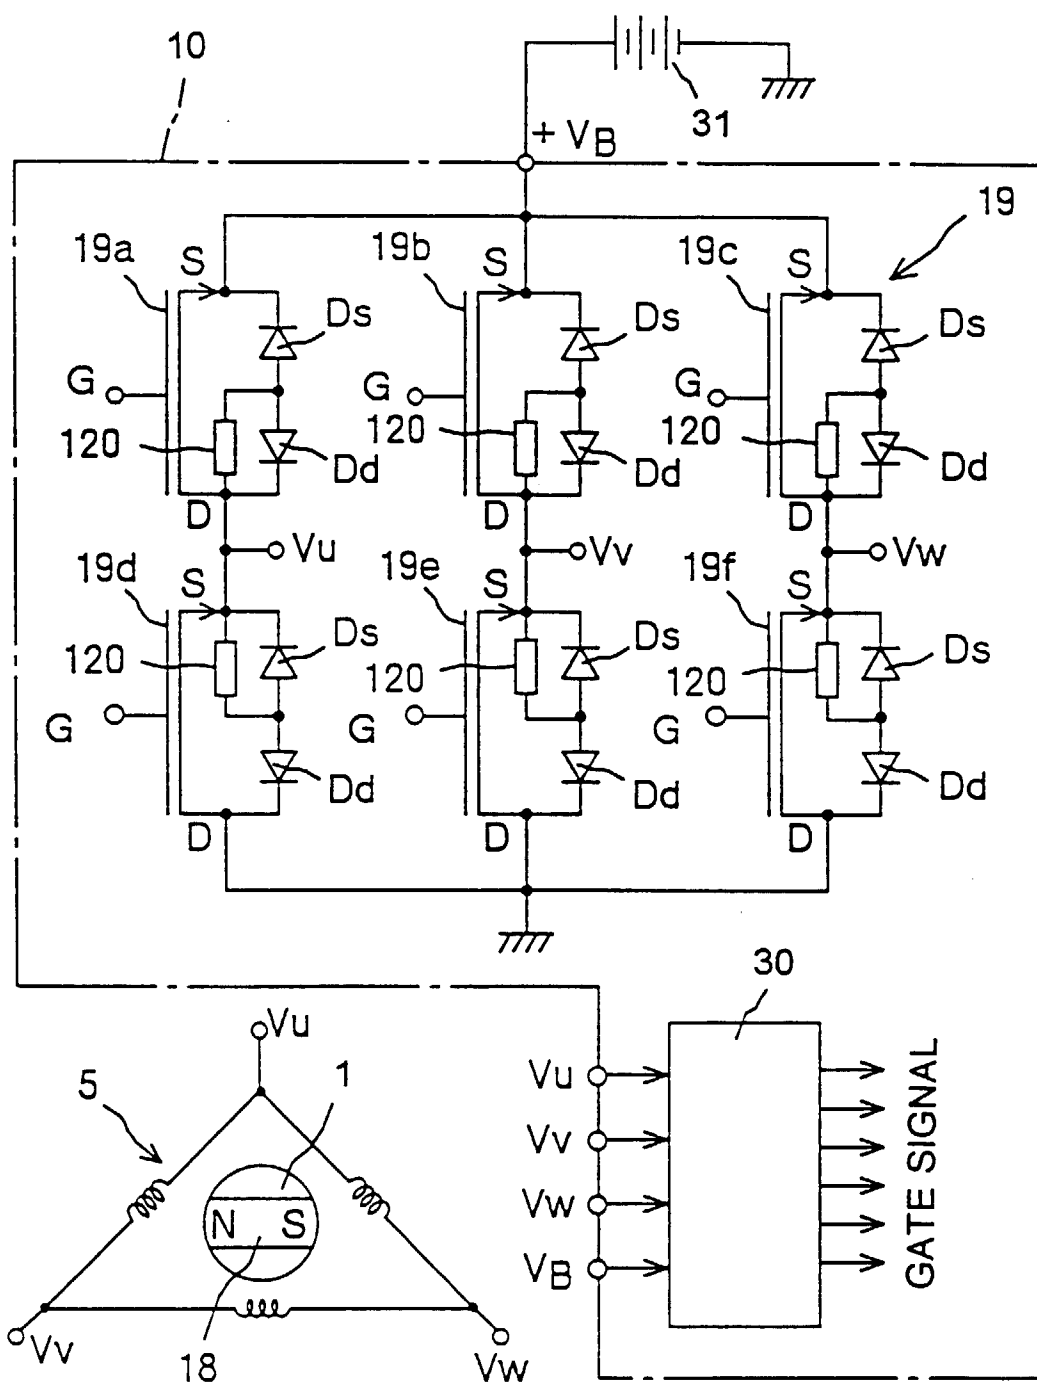 10
31
+ VB
19
19a
S
19b
S
19c
S
Ds
Ds
Ds
G
G
G
120
120
120
Dd
Dd
Dd
D
D
D
Vu
Vv
Vw
19d
S
19e
S
19f
S
Ds
Ds
Ds
120
120
120
G
G
G
Dd
Dd
Dd
D
D
D
30
Vu
1
5
Vu
Vv
Vw
VB
GATE SIGNAL
N S
Vv
18
Vw